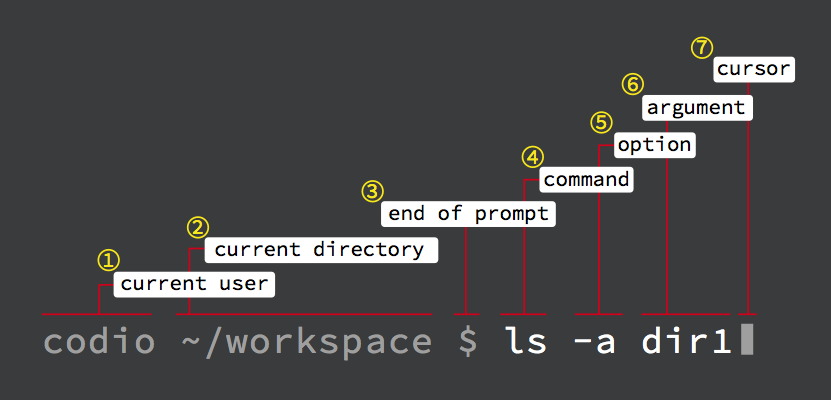 ⑦
cursor
⑥
argument
⑤
option
④
command
③
end of prompt
②
current directory
①
current user
codio ~/workspace $ ls -a dir1